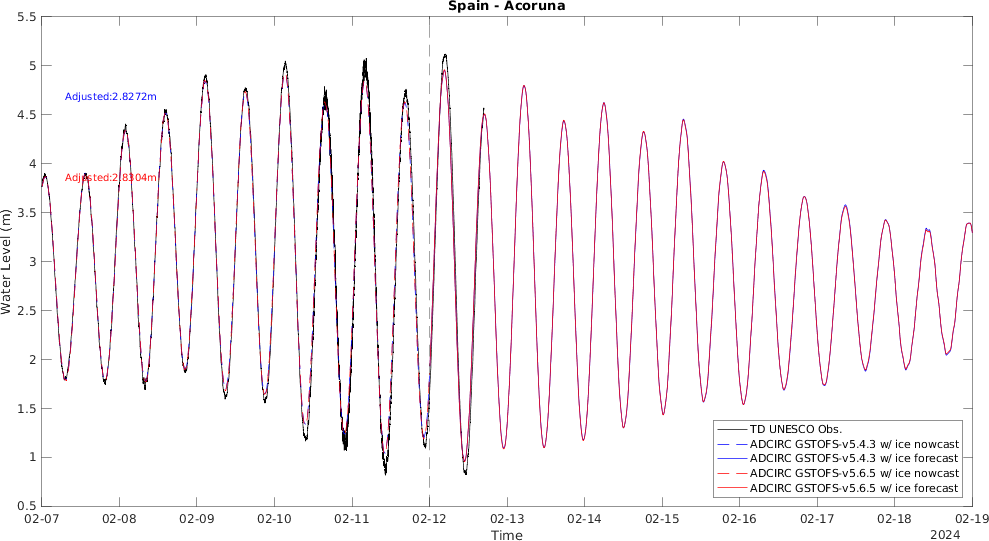 Spain - Acoruna
5.5
5
4.5
4
3.5
3
2.5
2
1.5
1
0.5
Water Level (m)
Adjusted:2.8272m
Adjusted:2.8304m
TD UNESCO Obs.
ADCIRC GSTOFS-v5.4.3 w/ ice nowcast
ADCIRC GSTOFS-v5.4.3 w/ ice forecast
ADCIRC GSTOFS-v5.6.5 w/ ice nowcast
ADCIRC GSTOFS-v5.6.5 w/ ice forecast
02-07 02-08 02-09 02-10 02-11 02-12 02-13 02-14 02-15 02-16 02-17 02-18 02-19
Time
2024